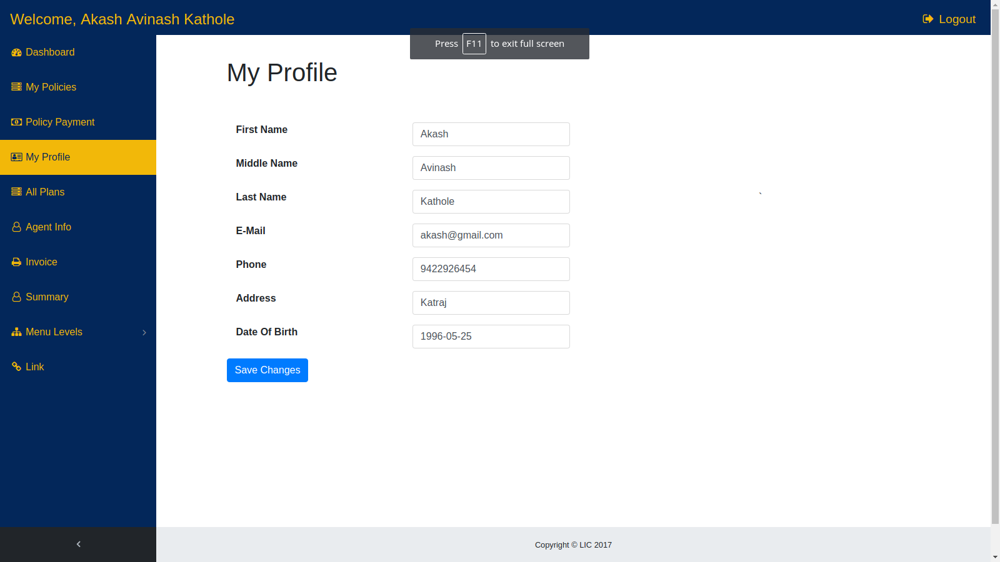 Welcome, Akash Avinash Kathole
Logout
Press F11 to exit full screen
Dashboard
My Policies
Policy Payment
My Profile
All Plans
Agent Info
Invoice
Summary
Menu Levels
Link
My Profile
First Name
Akash
Middle Name
Avinash
Last Name
Kathole
`
E-Mail
akash@gmail.com
Phone
9422926454
Address
Katraj
Date Of Birth
1996-05-25
Save Changes
Copyright © LIC 2017